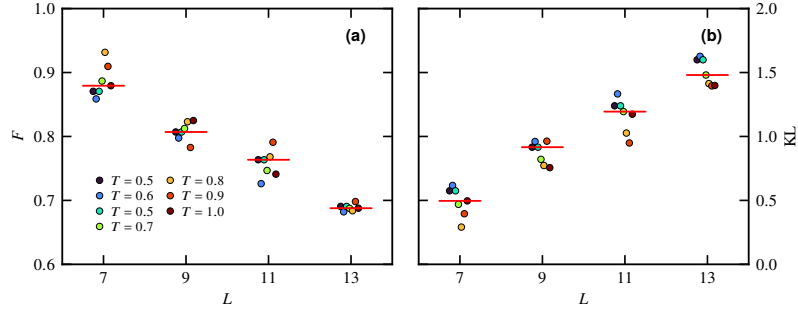 1.0
0.9
0.8
0.7
0.6
F
(a)
T = 0.5
T = 0.6
T = 0.5
T = 0.7
T = 0.8
T = 0.9
T = 1.0
7 9 11 13
L
(b)
2.0
1.5
1.0
0.5
0.0
KL
7 9 11 13
L